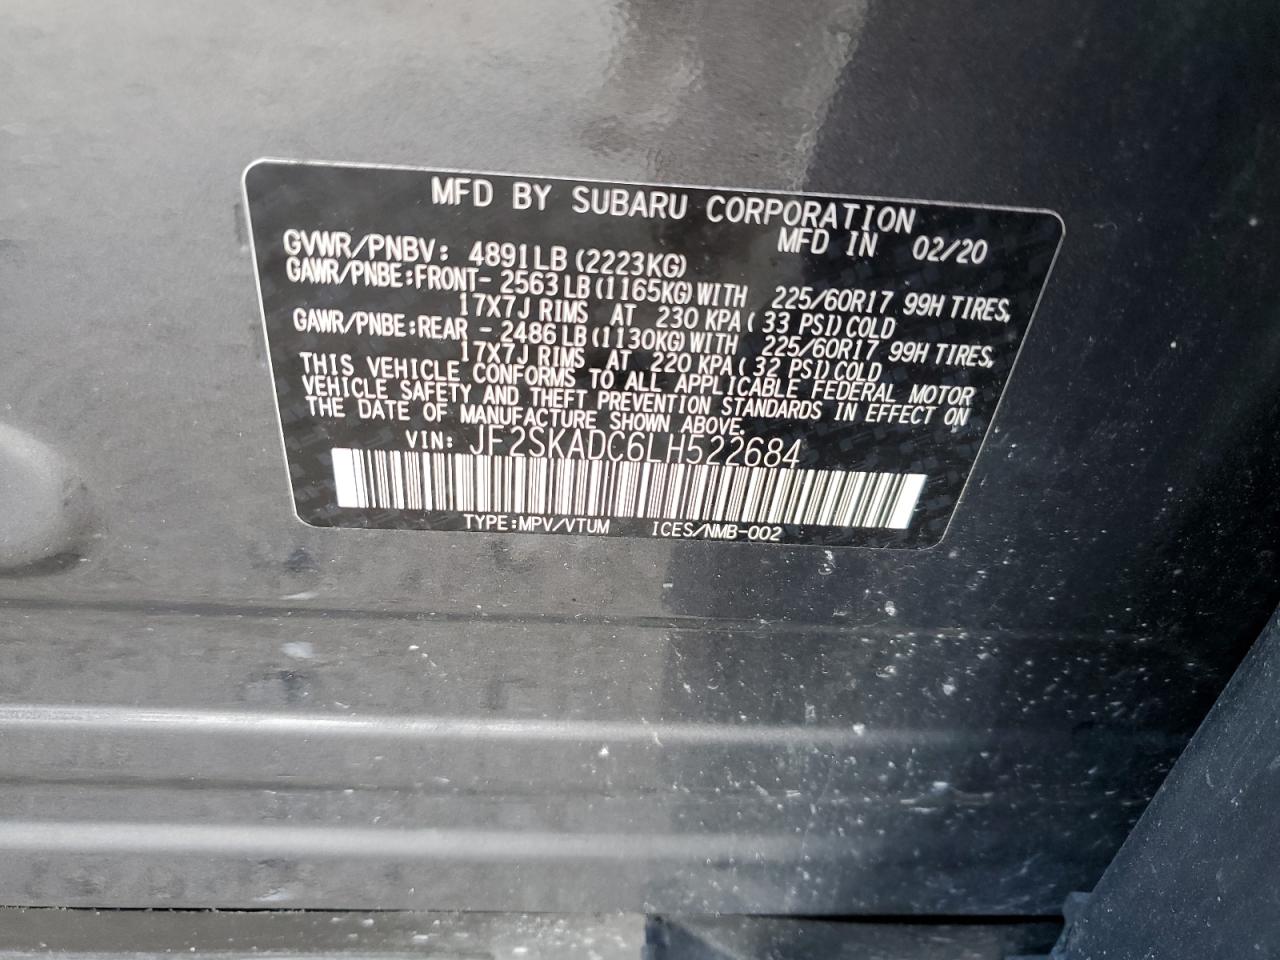 MFD BY SUBARU CORPORATION
MFD IN 02/20
GVWR/PNBV: 4891LB (2223KG)
GAWR/PNBE:FRONT- 2563 LB (1165KG) WITH 225/60R17 99H TIRES,
17X7J RIMS AT 230 KPA ( 33 PSI) COLD
GAWR/PNBE:REAR - 2486 LB (1130KG) WITH 225/60R17 99H TIRES,
17X7J RIMS AT 220 KPA ( 32 PSI) COLD
THIS VEHICLE CONFORMS TO ALL APPLICABLE FEDERAL MOTOR
VEHICLE SAFETY AND THEFT PREVENTION STANDARDS IN EFFECT ON
THE DATE OF MANUFACTURE SHOWN ABOVE.
VIN: JF2SKADC6LH522684
TYPE:MPV/VTUM ICES/NMB-002